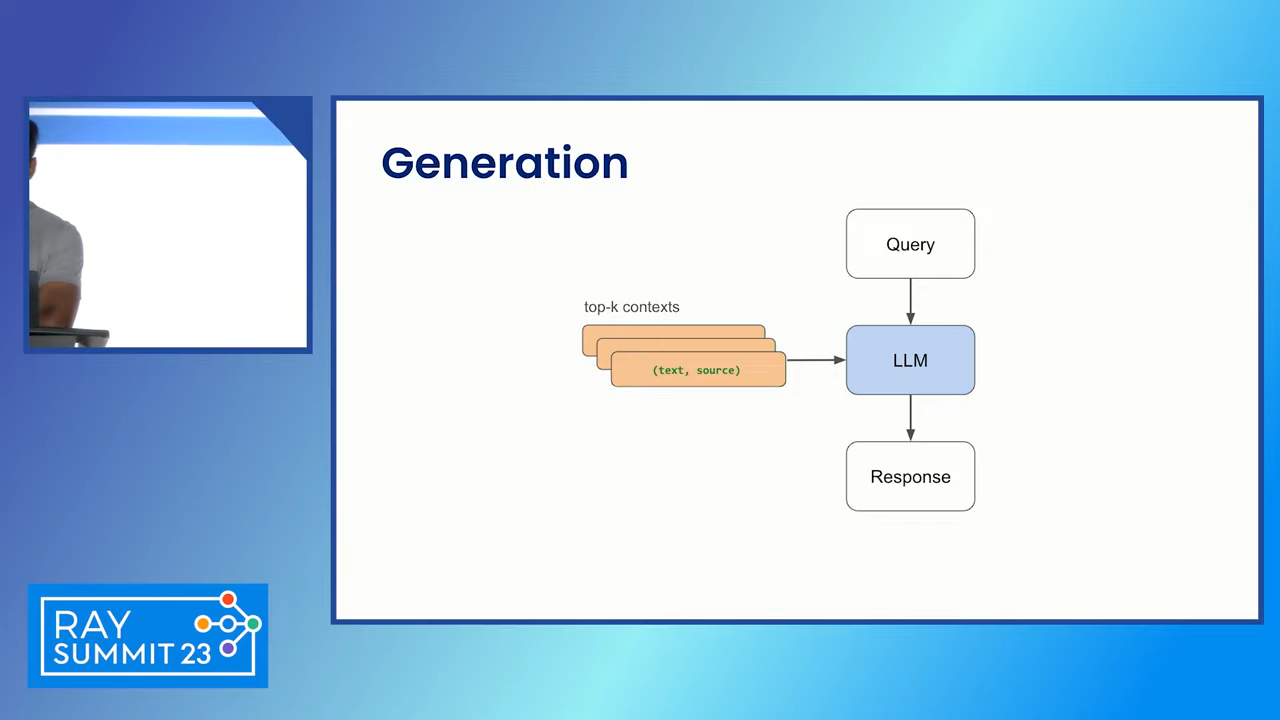 Generation
Query
top-k contexts
(text, source)
LLM
Response
RAY
SUMMIT 23